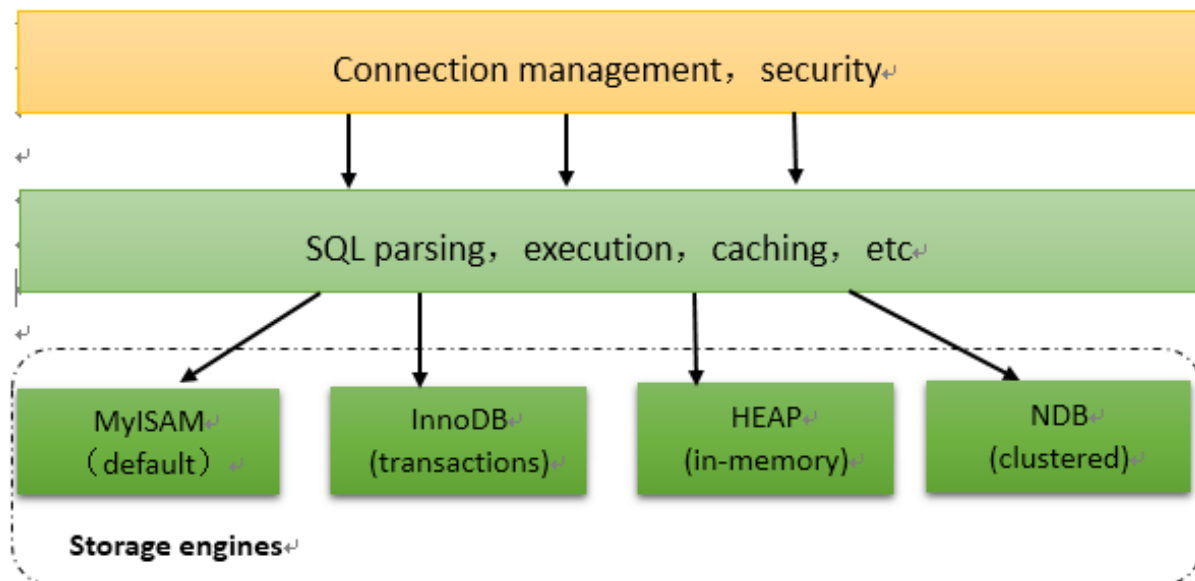 Connection management，security
SQL parsing，execution，caching，etc
MyISAM
（default）
InnoDB
(transactions)
HEAP
(in-memory)
NDB
(clustered)
Storage engines